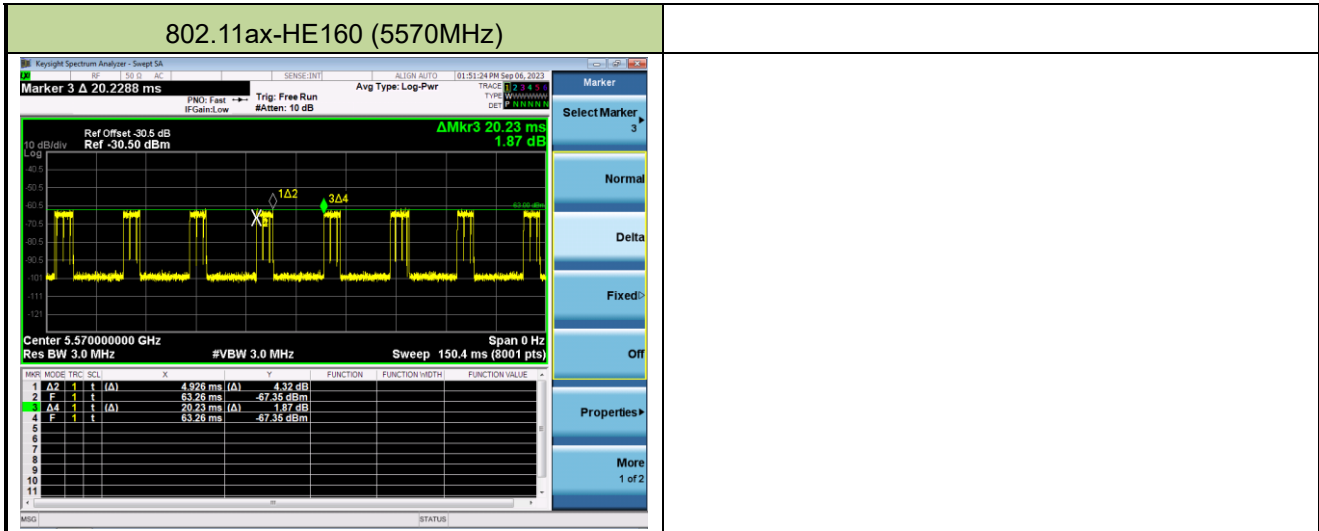 802.11ax-HE160 (5570MHz)
Keysight Spectrum Analyzer - Swept SA
RF 50 Ω AC SENSE:INT ALIGN AUTO 01:51:24 PM Sep 06, 2023
Marker 3 Δ 20.2288 ms
PNO: Fast
IFGain:Low
Trig: Free Run
#Atten: 10 dB
Avg Type: Log-Pwr
TRACE 1 2 3 4 5 6
TYPE WWWWWW
DET P N N N N N
Marker
Select Marker
3
Normal
Delta
Fixed
Off
Properties
More
1 of 2
Ref Offset -30.5 dB
10 dB/div Ref -30.50 dBm
Log
ΔMkr3 20.23 ms
1.87 dB
-40.5
-50.5
-60.5
-70.5
-80.5
-90.5
-101
-111
-121
1Δ2
3Δ4
Center 5.570000000 GHz Span 0 Hz
Res BW 3.0 MHz #VBW 3.0 MHz Sweep 150.4 ms (8001 pts)
MKR MODE TRC SCL X Y FUNCTION FUNCTION WIDTH FUNCTION VALUE
1 Δ2 1 t (Δ) 4.926 ms (Δ) 4.32 dB
2 F 1 t 63.26 ms -67.35 dBm
3 Δ4 1 t (Δ) 20.23 ms (Δ) 1.87 dB
4 F 1 t 63.26 ms -67.35 dBm
5
6
7
8
9
10
11
MSG STATUS